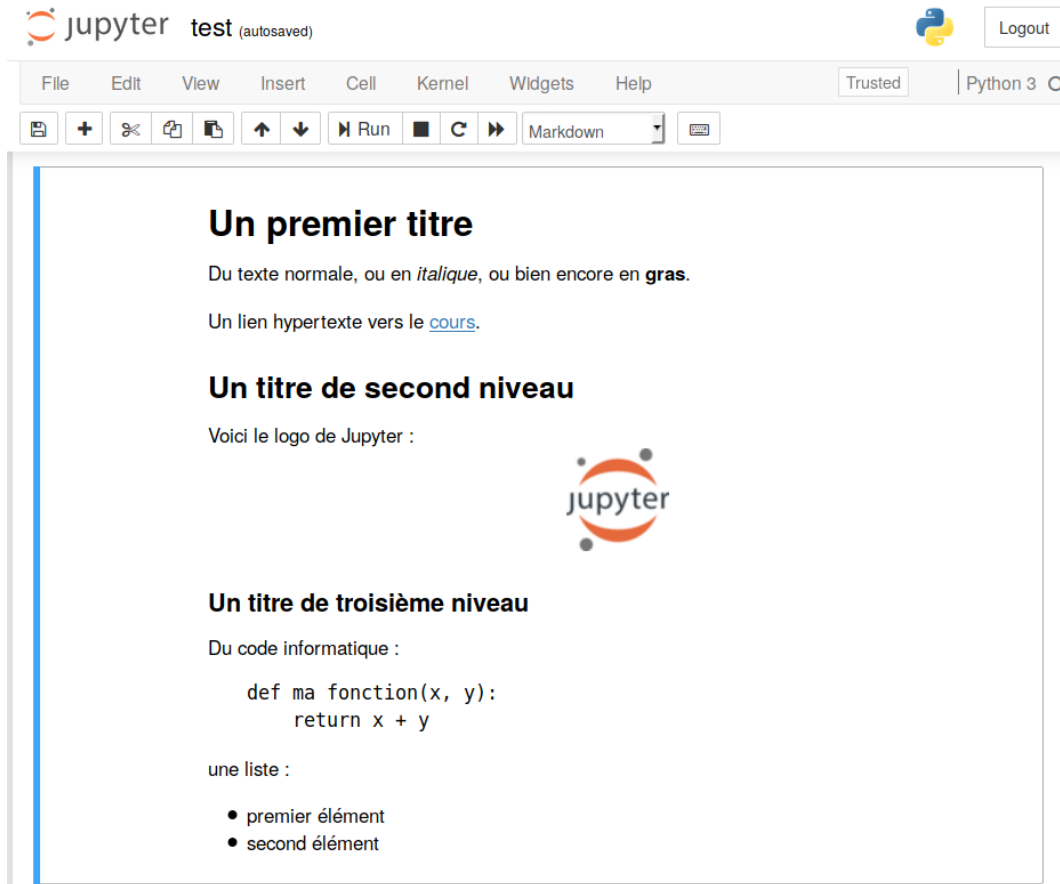 jupyter test (autosaved)
Logout
File Edit View Insert Cell Kernel Widgets Help Trusted Python 3
Run Markdown
Un premier titre
Du texte normale, ou en italique, ou bien encore en gras.
Un lien hypertexte vers le cours.
Un titre de second niveau
Voici le logo de Jupyter :
jupyter
Un titre de troisième niveau
Du code informatique :
def ma fonction(x, y):
return x + y
une liste :
● premier élément
● second élément